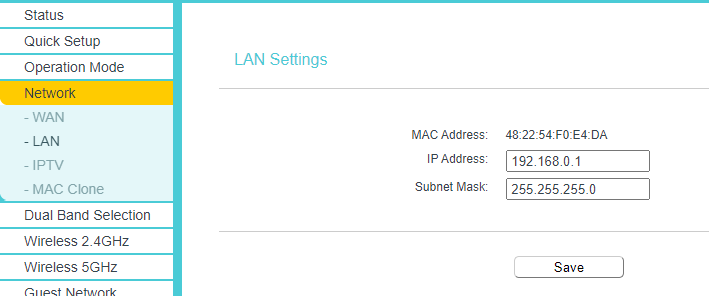 Status
Quick Setup
Operation Mode
Network
- WAN
- LAN
- IPTV
- MAC Clone
Dual Band Selection
Wireless 2.4GHz
Wireless 5GHz
Guest Network
LAN Settings
MAC Address: 48:22:54:F0:E4:DA
IP Address: 192.168.0.1
Subnet Mask: 255.255.255.0
Save